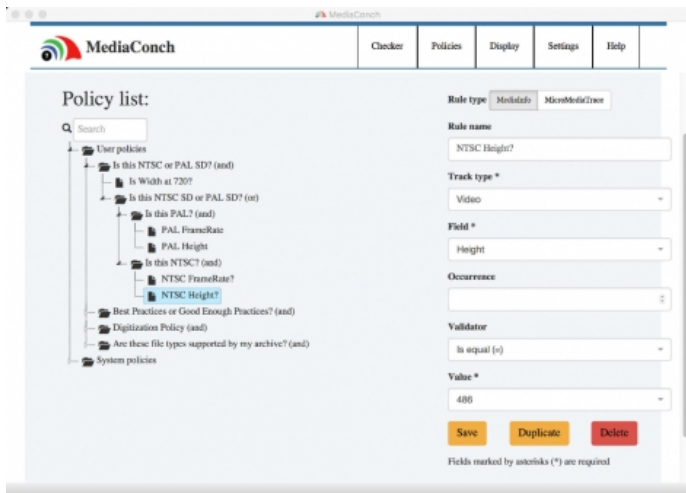 MediaConch
MediaConch
Checker
Policies
Display
Settings
Help
Policy list:
Search
User policies
Is this NTSC or PAL SD? (and)
Is Width at 720?
Is this NTSC SD or PAL SD? (or)
Is this PAL? (and)
PAL FrameRate
PAL Height
Is this NTSC? (and)
NTSC FrameRate?
NTSC Height?
Best Practices or Good Enough Practices? (and)
Digitization Policy (and)
Are these file types supported by my archive? (and)
System policies
Rule type MediaInfo MicroMediaTrace
Rule name
NTSC Height?
Track type *
Video
Field *
Height
Occurrence
Validator
Is equal (=)
Value *
486
Save Duplicate Delete
Fields marked by asterisks (*) are required